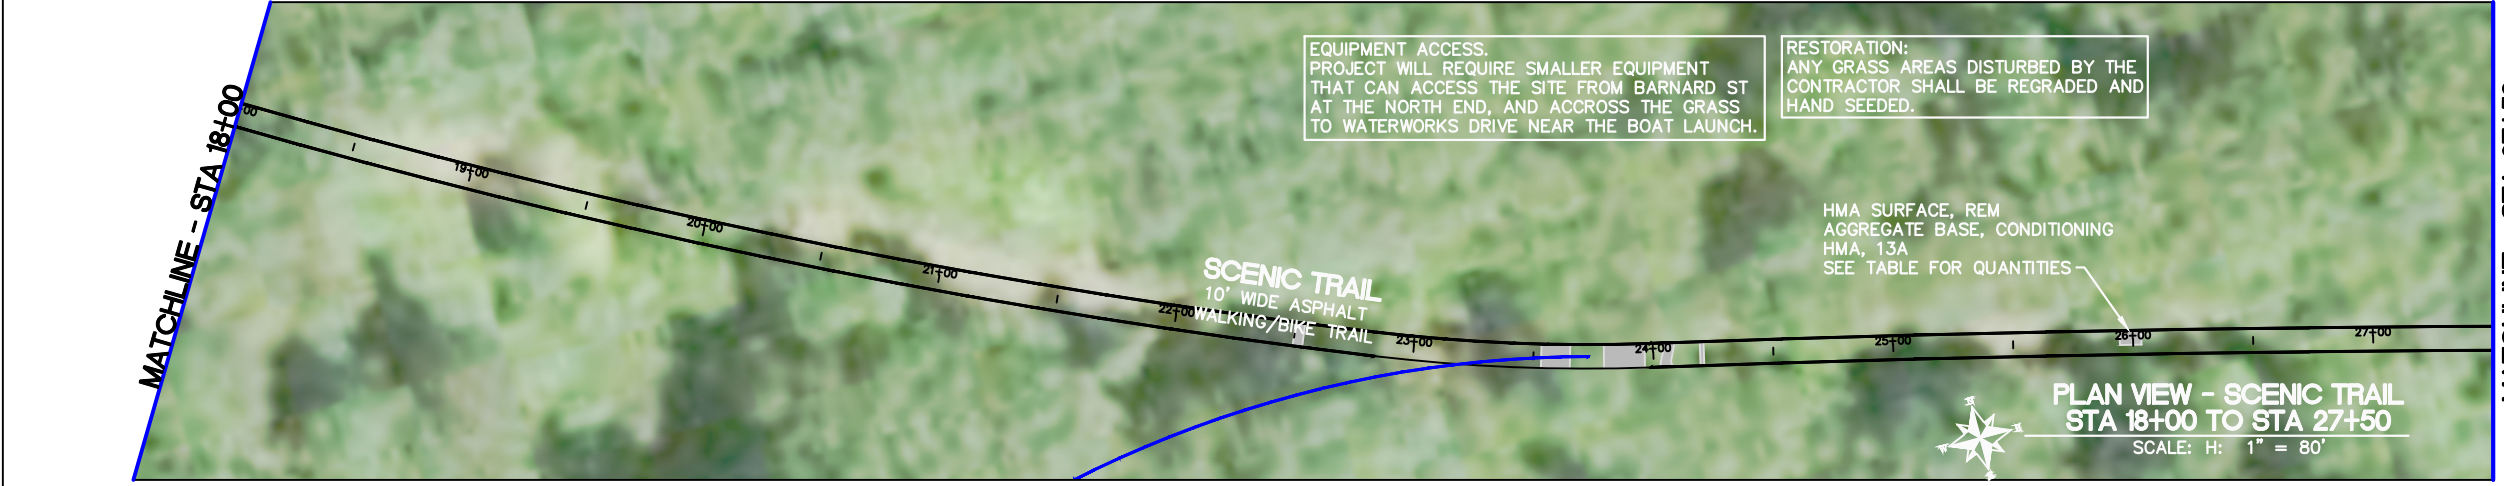 EQUIPMENT ACCESS.
PROJECT WILL REQUIRE SMALLER EQUIPMENT
THAT CAN ACCESS THE SITE FROM BARNARD ST
AT THE NORTH END, AND ACCROSS THE GRASS
TO WATERWORKS DRIVE NEAR THE BOAT LAUNCH.
RESTORATION:
ANY GRASS AREAS DISTURBED BY THE
CONTRACTOR SHALL BE REGRADED AND
HAND SEEDED.
MATCHLINE - STA 18+00
19+00
20+00
21+00
22+00
23+00
24+00
25+00
26+00
27+00
SCENIC TRAIL
10' WIDE ASPHALT
WALKING/BIKE TRAIL
HMA SURFACE, REM
AGGREGATE BASE, CONDITIONING
HMA, 13A
SEE TABLE FOR QUANTITIES
PLAN VIEW - SCENIC TRAIL
STA 18+00 TO STA 27+50
SCALE: H: 1" = 80'